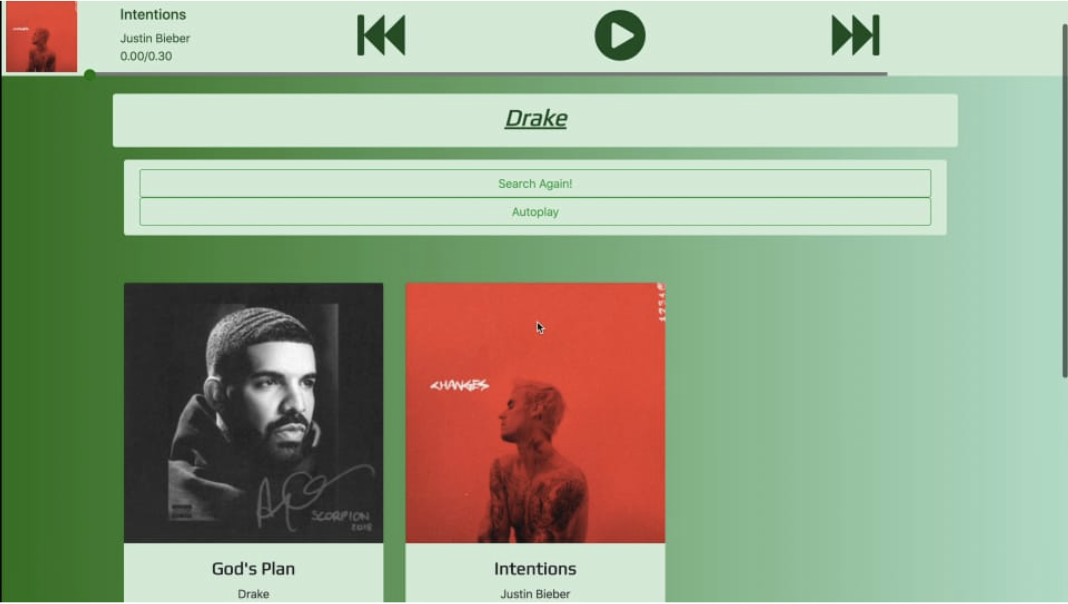 Intentions
Justin Bieber
0.00/0.30
Drake
Search Again!
Autoplay
SCORPION
2018
CHANGES
God's Plan
Drake
Intentions
Justin Bieber